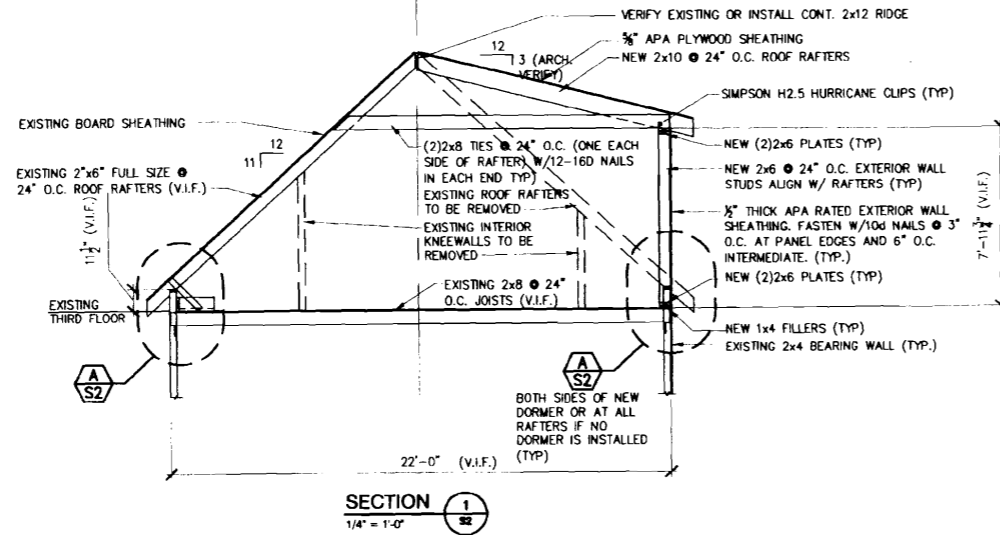 VERIFY EXISTING OR INSTALL CONT. 2x12 RIDGE
⅝" APA PLYWOOD SHEATHING
NEW 2x10 @ 24" O.C. ROOF RAFTERS
12
3 (ARCH.
VERIFY)
SIMPSON H2.5 HURRICANE CLIPS (TYP)
EXISTING BOARD SHEATHING
12
11
(2)2x8 TIES @ 24" O.C. (ONE EACH
SIDE OF RAFTER) W/12-16D NAILS
IN EACH END TYP)
NEW (2)2x6 PLATES (TYP)
EXISTING 2"x6" FULL SIZE @
24" O.C. ROOF RAFTERS (V.I.F.)
NEW 2x6 @ 24" O.C. EXTERIOR WALL
STUDS ALIGN W/ RAFTERS (TYP)
EXISTING ROOF RAFTERS
TO BE REMOVED
½" THICK APA RATED EXTERIOR WALL
SHEATHING. FASTEN W/10d NAILS @ 3"
O.C. AT PANEL EDGES AND 6" O.C.
INTERMEDIATE. (TYP.)
EXISTING INTERIOR
KNEEWALLS TO BE
REMOVED
11½" (V.I.F.)
7'-11¾" (V.I.F.)
EXISTING 2x8 @ 24"
O.C. JOISTS (V.I.F.)
NEW (2)2x6 PLATES (TYP)
EXISTING
THIRD FLOOR
NEW 1x4 FILLERS (TYP)
EXISTING 2x4 BEARING WALL (TYP.)
A
S2
A
S2
BOTH SIDES OF NEW
DORMER OR AT ALL
RAFTERS IF NO
DORMER IS INSTALLED
(TYP)
22'-0" (V.I.F.)
SECTION
1/4" = 1'-0"
1
S2